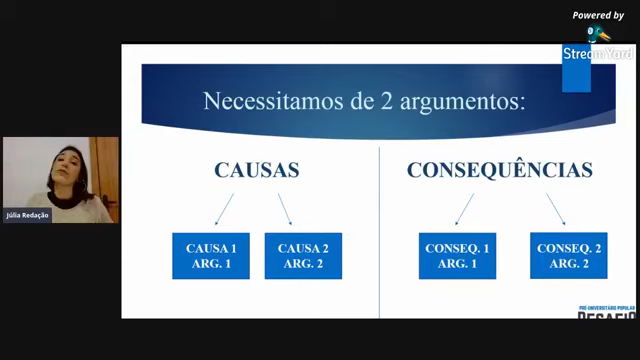 Powered by
StreamYard
Necessitamos de 2 argumentos:
CAUSAS
CONSEQUÊNCIAS
CAUSA 1
ARG. 1
CAUSA 2
ARG. 2
CONSEQ. 1
ARG. 1
CONSEQ. 2
ARG. 2
Júlia Redação
PRÉ-UNIVERSITÁRIO POPULAR
DESAFIO